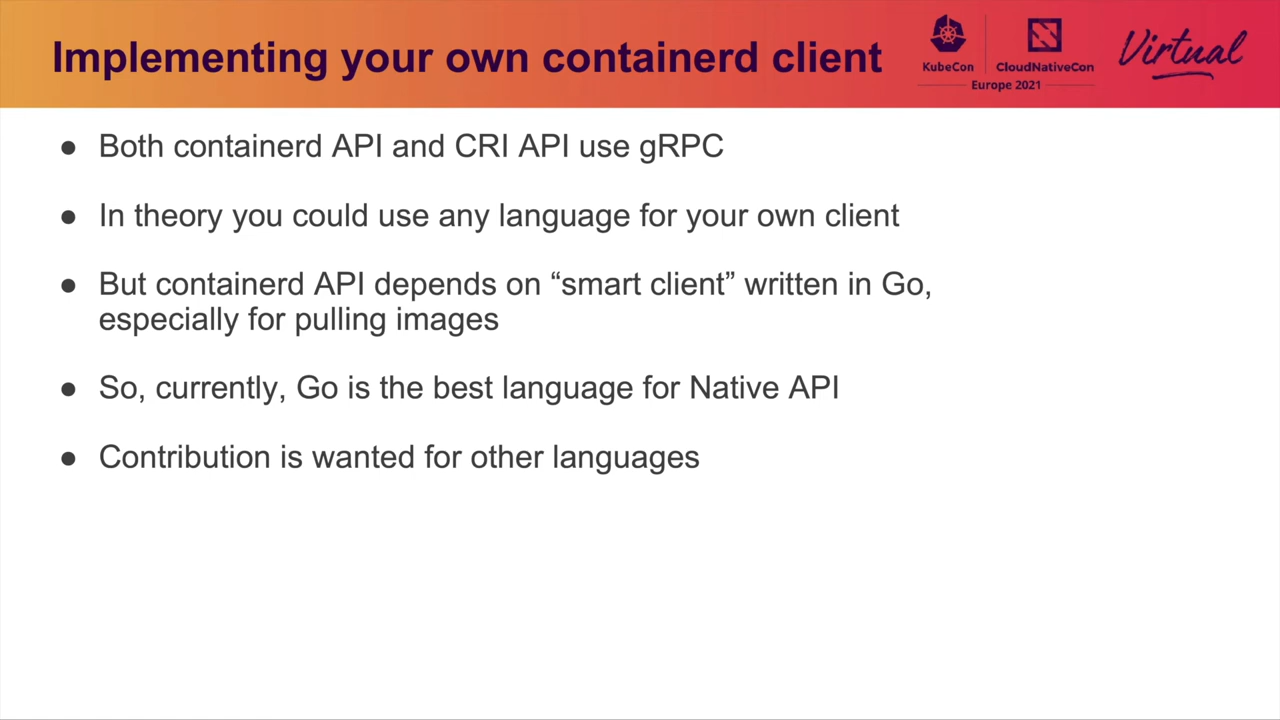 Implementing your own containerd client
KubeCon
CloudNativeCon
Europe 2021
Virtual
● Both containerd API and CRI API use gRPC
● In theory you could use any language for your own client
● But containerd API depends on “smart client” written in Go,
especially for pulling images
● So, currently, Go is the best language for Native API
● Contribution is wanted for other languages